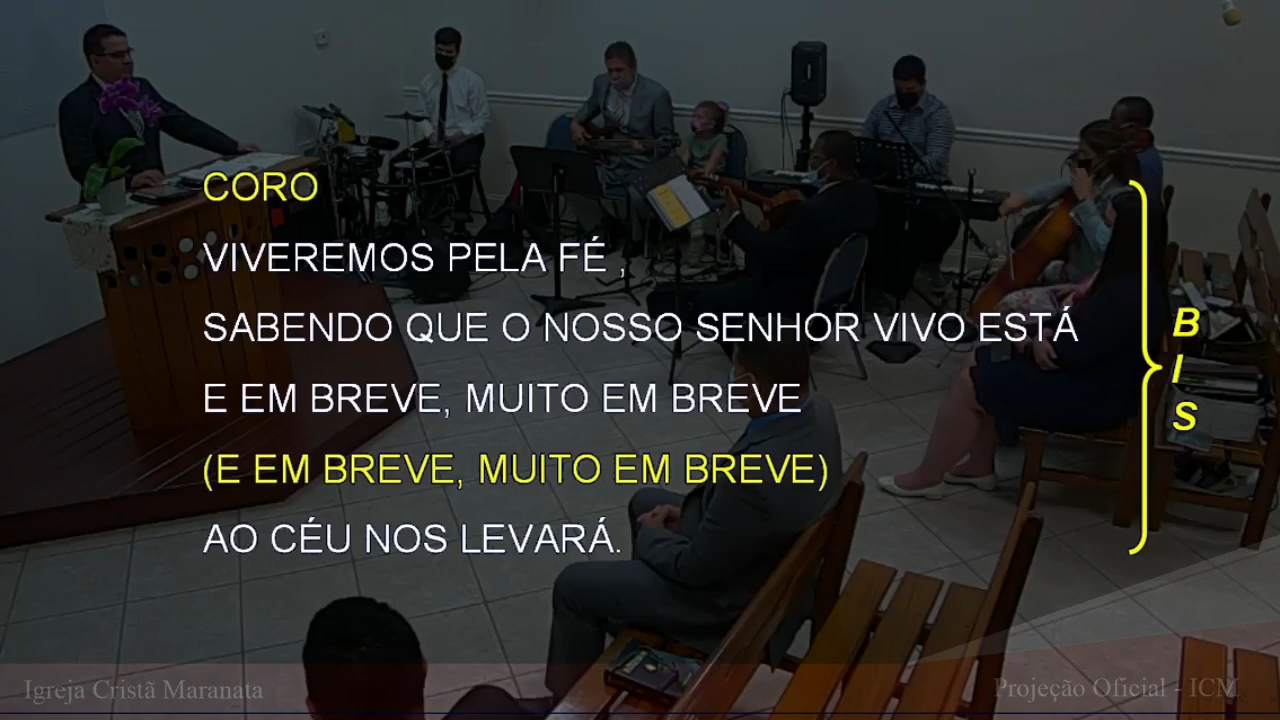 CORO
VIVEREMOS PELA FÉ ,
SABENDO QUE O NOSSO SENHOR VIVO ESTÁ
E EM BREVE, MUITO EM BREVE
(E EM BREVE, MUITO EM BREVE)
AO CÉU NOS LEVARÁ.
BIS
Igreja Cristã Maranata
Projeção Oficial - ICM